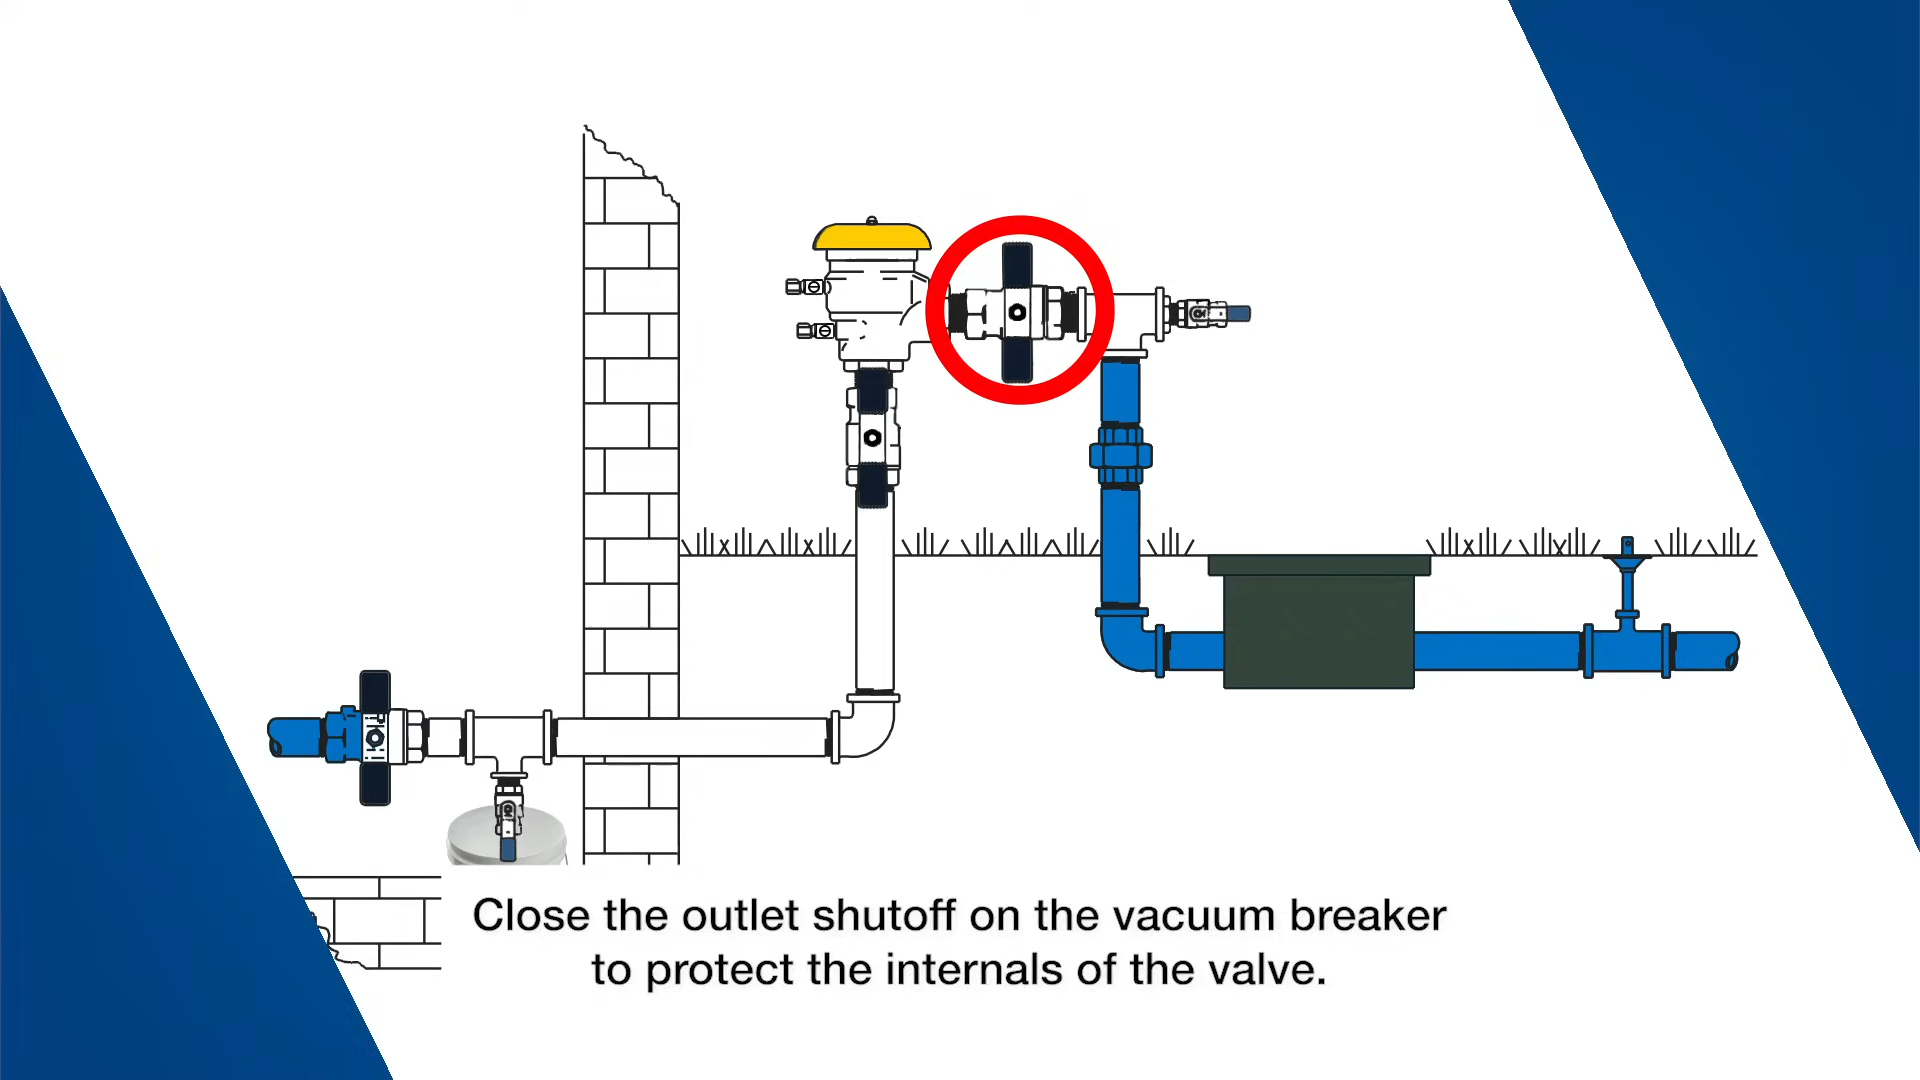 Close the outlet shutoff on the vacuum breaker
to protect the internals of the valve.